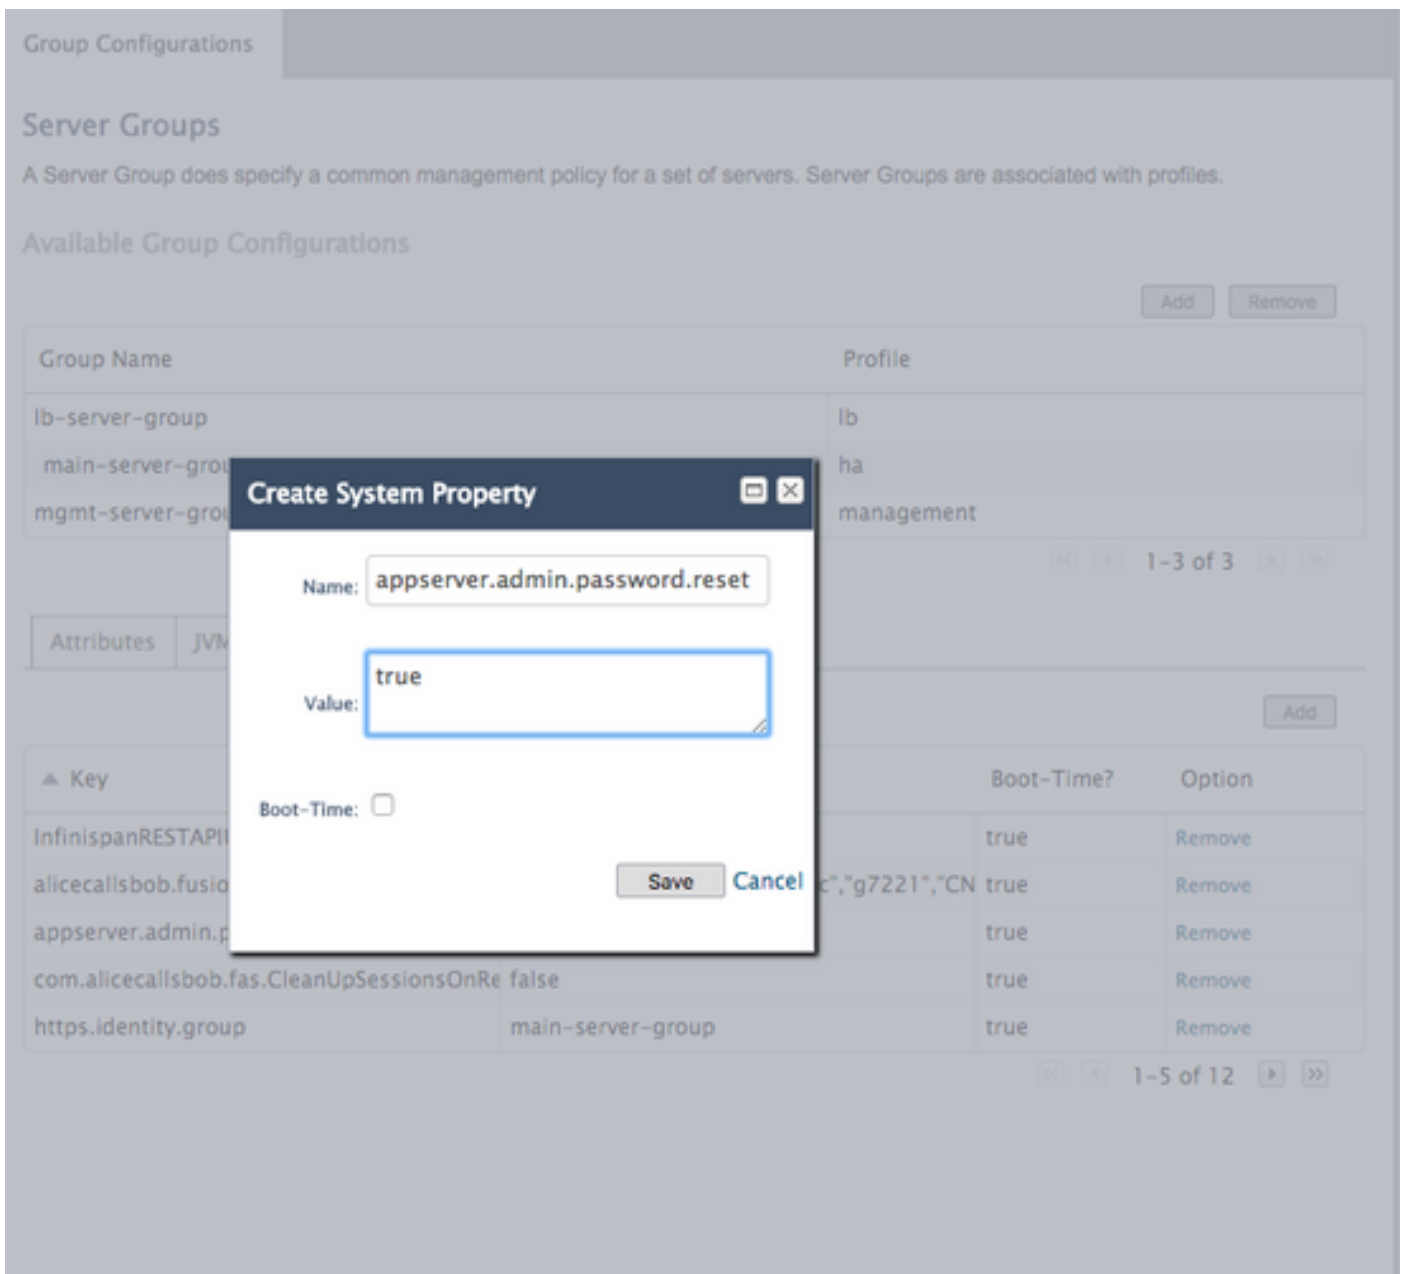 Group Configurations
Server Groups
A Server Group does specify a common management policy for a set of servers. Server Groups are associated with profiles.
Available Group Configurations
Add Remove
Group Name Profile
lb-server-group lb
main-server-grou ha
mgmt-server-grou management
1-3 of 3
Create System Property
Name: appserver.admin.password.reset
Value: true
Boot-Time:
Save Cancel
Attributes JVM
Add
Key Boot-Time? Option
InfinispanRESTAPI true Remove
alicecallsbob.fusio c","g7221","CN true Remove
appserver.admin.p true Remove
com.alicecallsbob.fas.CleanUpSessionsOnRe false true Remove
https.identity.group main-server-group true Remove
1-5 of 12